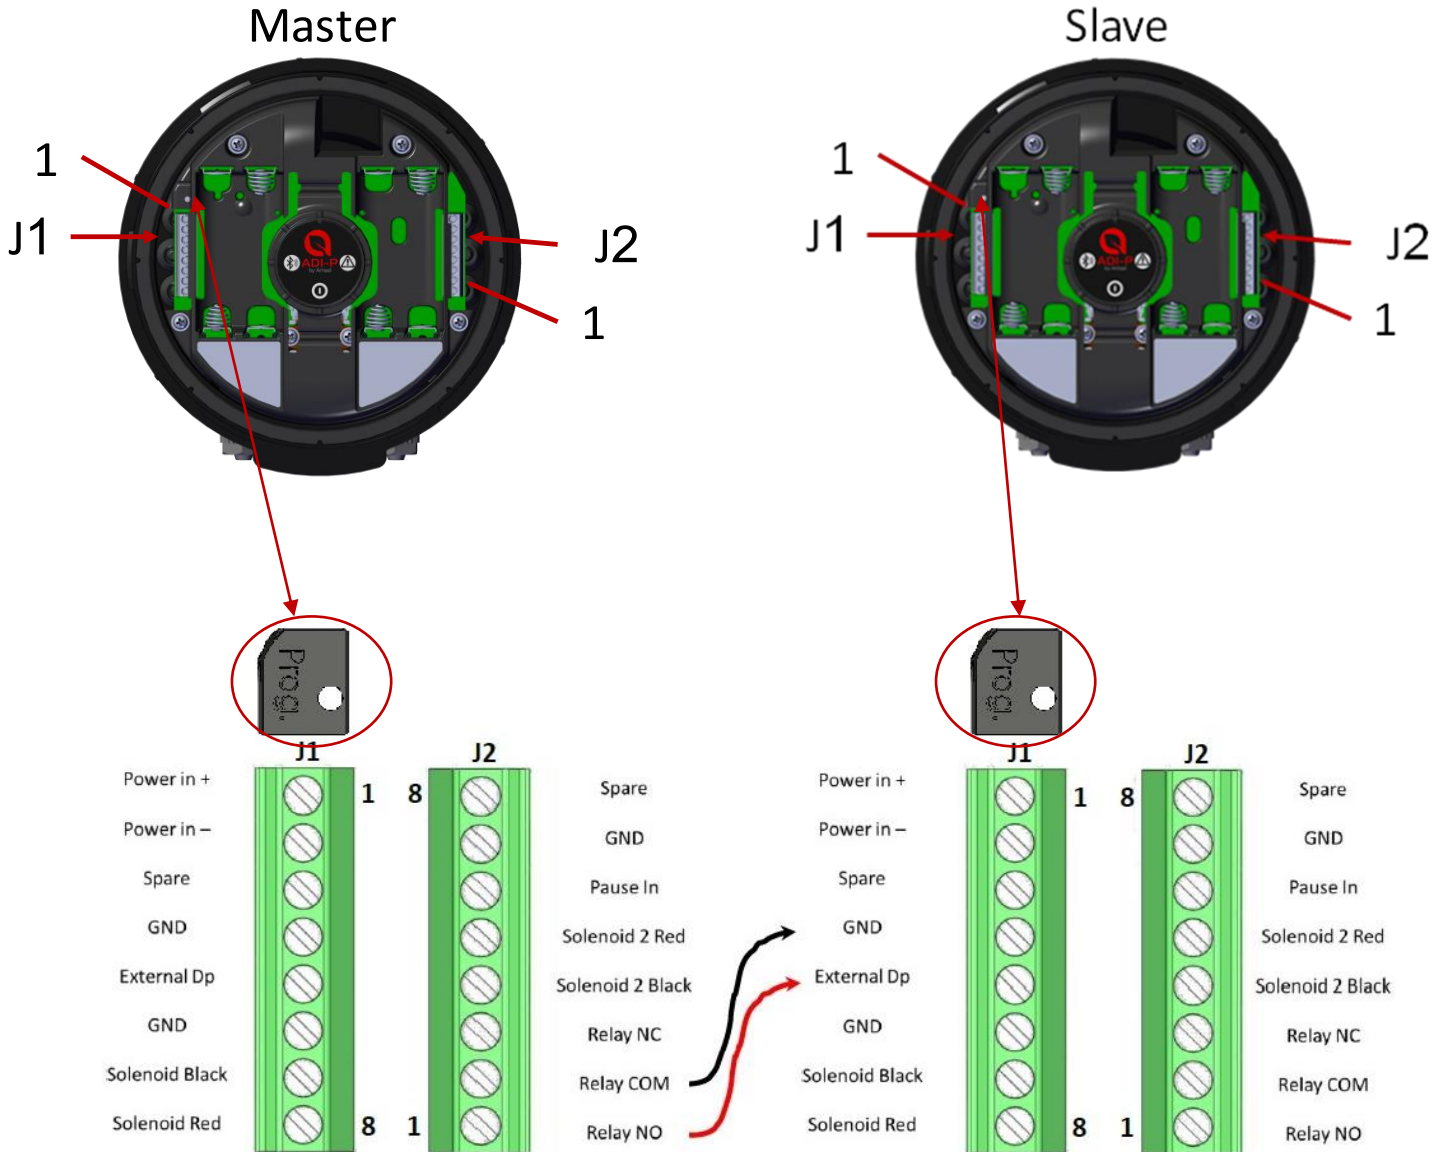 Master
Slave
1
J1
J2
1
1
J1
J2
1
ADI-P
ADI-P
Prog.
Prog.
J1
J2
J1
J2
Power in +
1
8
Spare
Power in –
GND
Spare
Pause In
GND
Solenoid 2 Red
External Dp
Solenoid 2 Black
GND
Relay NC
Solenoid Black
Relay COM
Solenoid Red
8
1
Relay NO
Power in +
1
8
Spare
Power in –
GND
Spare
Pause In
GND
Solenoid 2 Red
External Dp
Solenoid 2 Black
GND
Relay NC
Solenoid Black
Relay COM
Solenoid Red
8
1
Relay NO